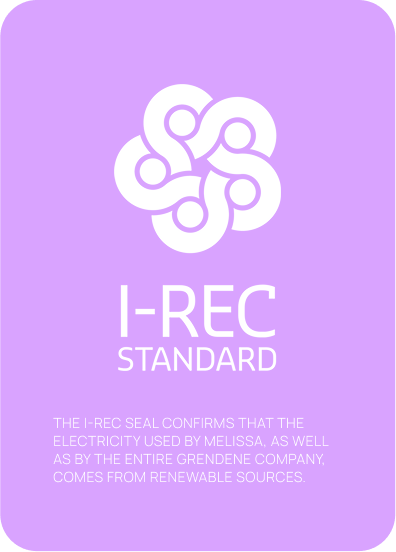 I-REC
STANDARD
THE I-REC SEAL CONFIRMS THAT THE
ELECTRICITY USED BY MELISSA, AS WELL
AS BY THE ENTIRE GRENDENE COMPANY,
COMES FROM RENEWABLE SOURCES.